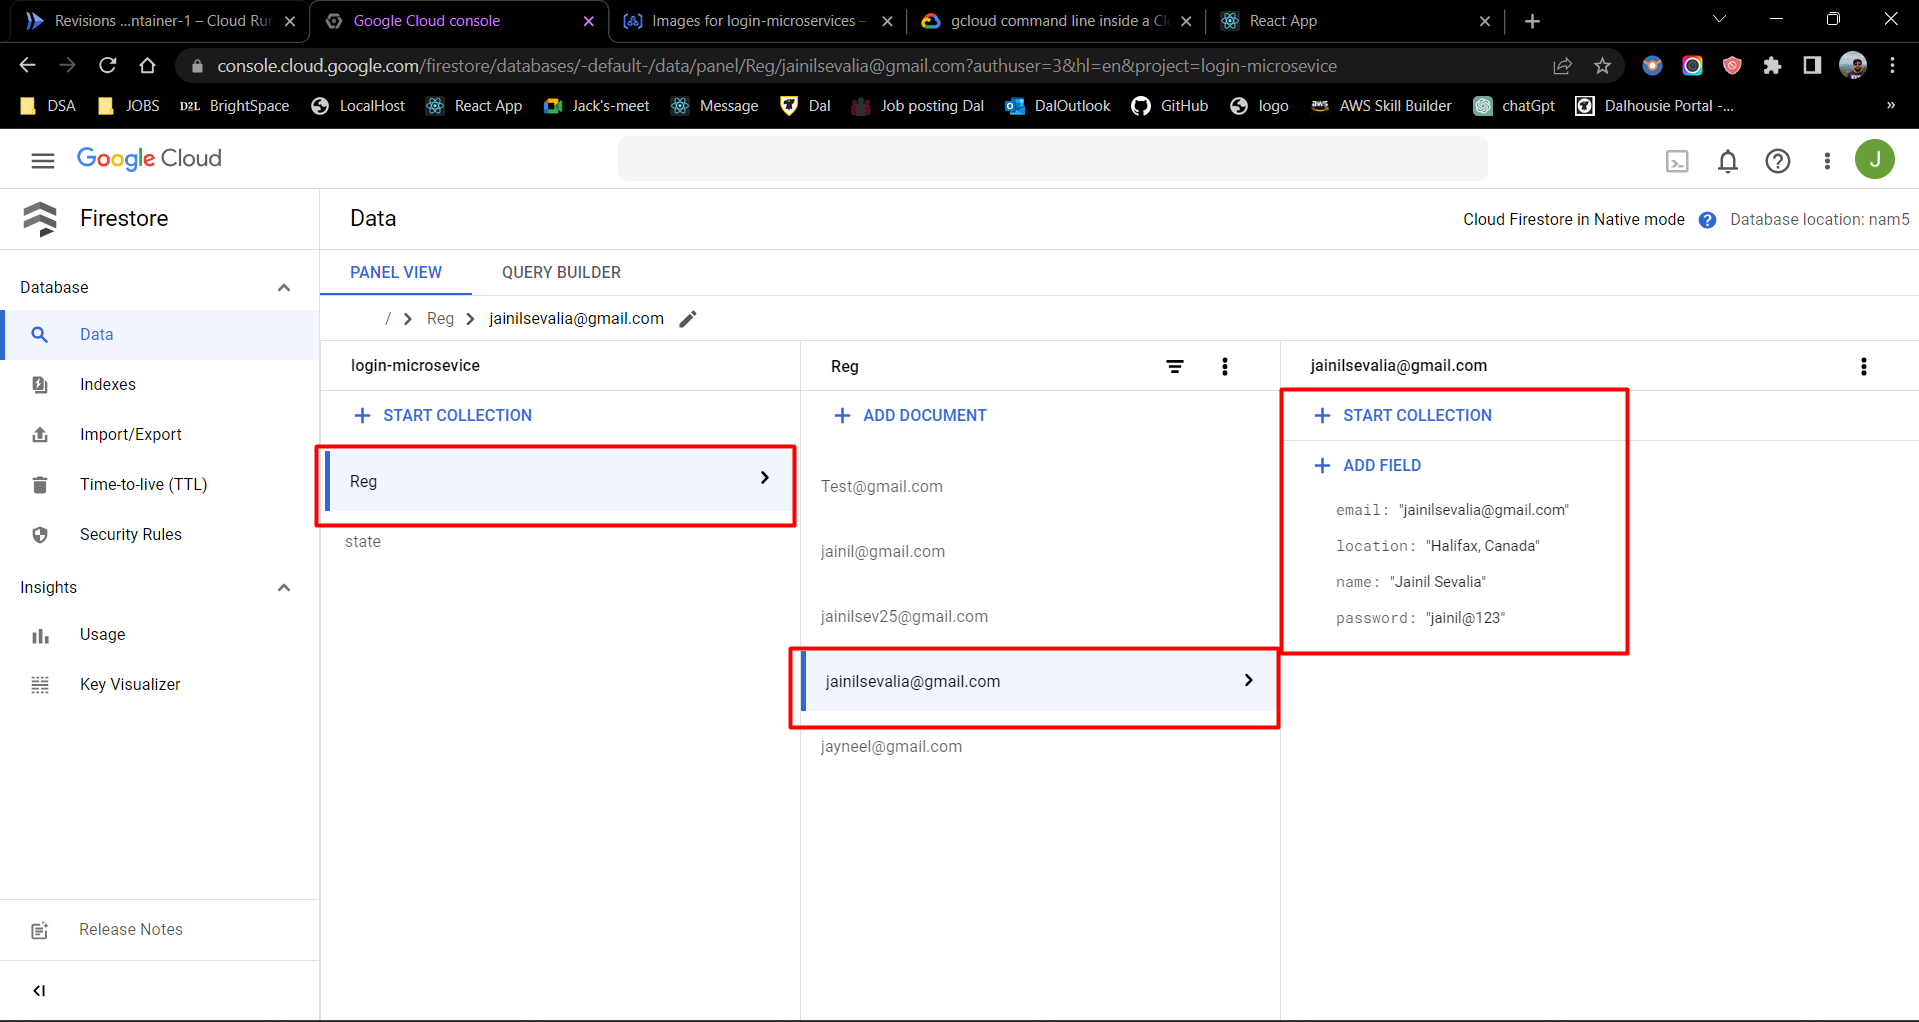 Revisions ...ntainer-1 – Cloud Run
Google Cloud console
Images for login-microservices –
gcloud command line inside a Cl
React App
console.cloud.google.com/firestore/databases/-default-/data/panel/Reg/jainilsevalia@gmail.com?authuser=3&hl=en&project=login-microsevice
DSA
JOBS
D2L BrightSpace
LocalHost
React App
Jack's-meet
Message
Dal
Job posting Dal
DalOutlook
GitHub
logo
aws AWS Skill Builder
chatGpt
Dalhousie Portal -...
»
Google Cloud
J
Firestore
Data
Cloud Firestore in Native mode
Database location: nam5
Database
Data
Indexes
Import/Export
Time-to-live (TTL)
Security Rules
Insights
Usage
Key Visualizer
Release Notes
PANEL VIEW
QUERY BUILDER
/ Reg jainilsevalia@gmail.com
login-microsevice
START COLLECTION
Reg
state
Reg
ADD DOCUMENT
Test@gmail.com
jainil@gmail.com
jainilsev25@gmail.com
jainilsevalia@gmail.com
jayneel@gmail.com
jainilsevalia@gmail.com
START COLLECTION
ADD FIELD
email: "jainilsevalia@gmail.com"
location: "Halifax, Canada"
name: "Jainil Sevalia"
password: "jainil@123"